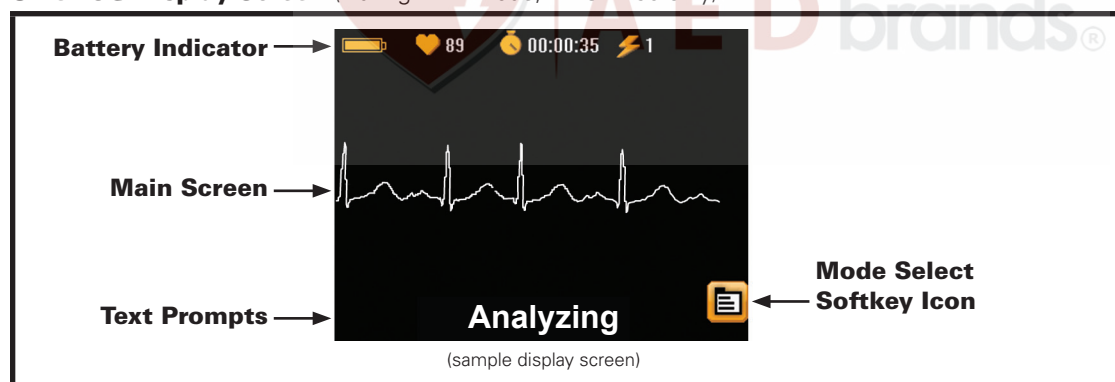 AED brands®
Battery Indicator
89 00:00:35 1
Main Screen
Mode Select
Softkey Icon
Text Prompts
Analyzing
(sample display screen)